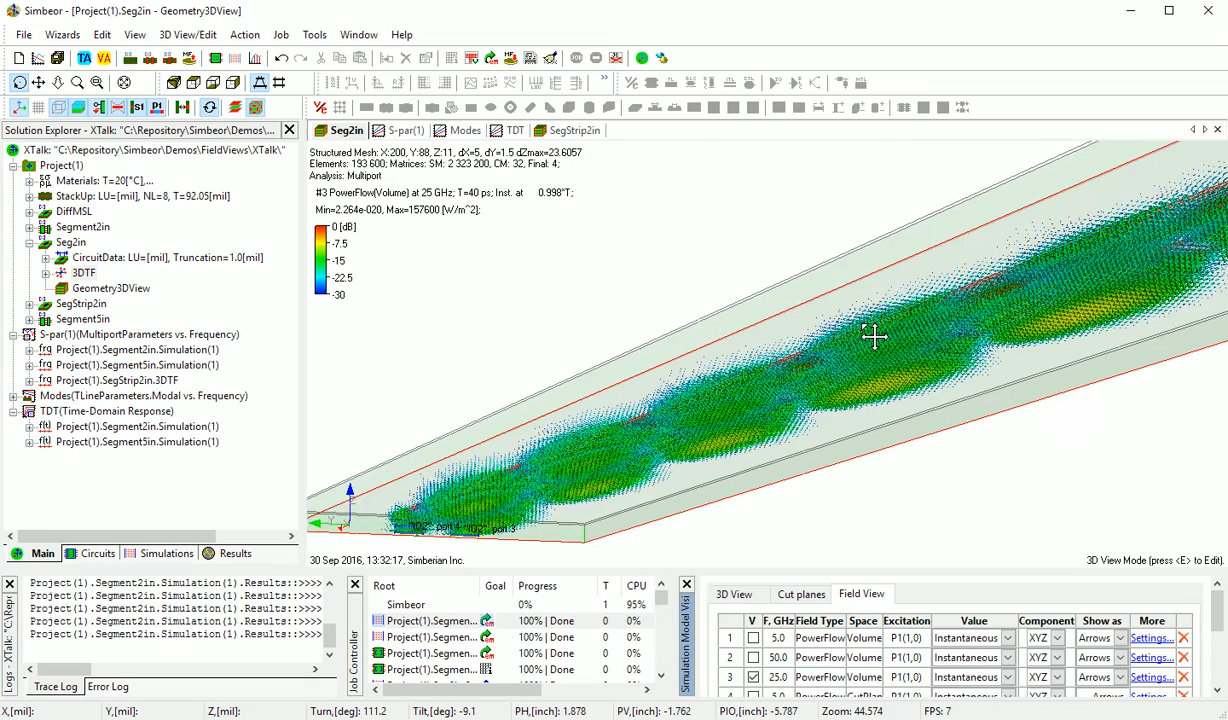 Simbeor - [Project(1).Seg2in - Geometry3DView]
File Wizards Edit View 3D View/Edit Action Job Tools Window Help
Solution Explorer - XTalk: "C:\Repository\Simbeor\Demos\...
Seg2in S-par(1) Modes TDT SegStrip2in
XTalk: "C:\Repository\Simbeor\Demos\FieldViews\XTalk\"
Project(1)
Materials: T=20[°C],...
StackUp: LU=[mil], NL=8, T=92.05[mil]
DiffMSL
Segment2in
Seg2in
CircuitData: LU=[mil], Truncation=1.0[mil]
3DTF
Geometry3DView
SegStrip2in
Segment5in
S-par(1)(MultiportParameters vs. Frequency)
Project(1).Segment2in.Simulation(1)
Project(1).Segment5in.Simulation(1)
Project(1).SegStrip2in.3DTF
Modes(TLineParameters.Modal vs. Frequency)
TDT(Time-Domain Response)
Project(1).Segment2in.Simulation(1)
Project(1).Segment5in.Simulation(1)
Main Circuits Simulations Results
Structured Mesh: X:200, Y:88, Z:11, dX=5, dY=1.5 dZmax=23.6057
Elements: 193 600; Matrices: SM: 2 323 200, CM: 32, Final: 4;
Analysis: Multiport
#3 PowerFlow(Volume) at 25 GHz; T=40 ps; Inst. at 0.998"T;
Min=2.264e-020, Max=157600 [W/m^2];
0 [dB]
-7.5
-15
-22.5
-30
30 Sep 2016, 13:32:17, Simberian Inc.
3D View Mode (press <E> to Edit).
Project(1).Segment2in.Simulation(1).Results::>>>>
Project(1).Segment2in.Simulation(1).Results::>>>>
Project(1).Segment2in.Simulation(1).Results::>>>>
Project(1).Segment2in.Simulation(1).Results::>>>>
Project(1).Segment2in.Simulation(1).Results::>>>>
Trace Log Error Log
Job Controller
Root Goal Progress T CPU
Simbeor 0% 1 95%
Project(1).Segmen... 100% | Done 0 0%
Project(1).Segmen... 100% | Done 0 0%
Project(1).Segmen... 100% | Done 0 0%
Project(1).Segmen... 100% | Done 0 0%
Simulation Model Visi
3D View Cut planes Field View
V F, GHz Field Type Space Excitation Value Component Show as More
1 5.0 PowerFlow Volume P1(1,0) Instantaneous XYZ Arrows Settings...
2 50.0 PowerFlow Volume P1(1,0) Instantaneous XYZ Arrows Settings...
3 25.0 PowerFlow Volume P1(1,0) Instantaneous XYZ Arrows Settings...
X,[mil]: Y,[mil]: Z,[mil]: Turn,[deg]: 111.2 Tilt,[deg]: -9.1 PH,[inch]: 1.878 PV,[inch]: -1.762 PIO,[inch]: -5.787 Zoom: 44.574 FPS: 7